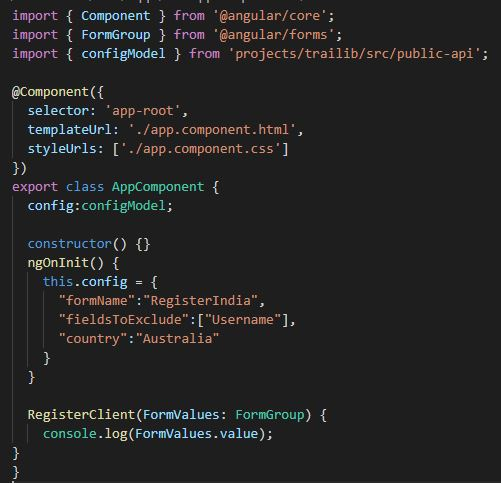 import { Component } from '@angular/core';
import { FormGroup } from '@angular/forms';
import { configModel } from 'projects/trailib/src/public-api';

@Component({
  selector: 'app-root',
  templateUrl: './app.component.html',
  styleUrls: ['./app.component.css']
})
export class AppComponent {
  config:configModel;

  constructor() {}
  ngOnInit() {
    this.config = {
      "formName":"RegisterIndia",
      "fieldsToExclude":["Username"],
      "country":"Australia"
    }
  }

  RegisterClient(FormValues: FormGroup) {
    console.log(FormValues.value);
}
}